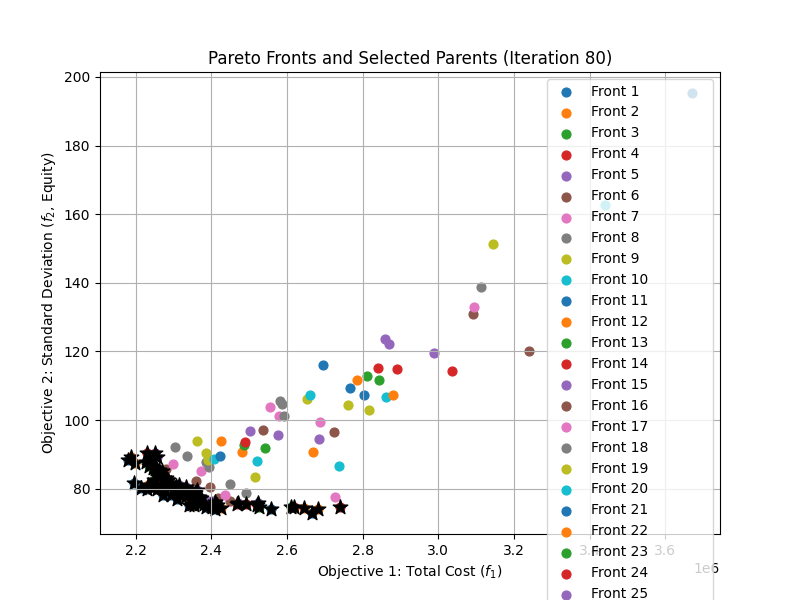 Pareto Fronts and Selected Parents (Iteration 80)
200
180
160
140
120
100
80
Objective 2: Standard Deviation (f2, Equity)
2.2
2.4
2.6
2.8
3.0
3.2
3.4
3.6
1e6
Objective 1: Total Cost (f1)
Front 1
Front 2
Front 3
Front 4
Front 5
Front 6
Front 7
Front 8
Front 9
Front 10
Front 11
Front 12
Front 13
Front 14
Front 15
Front 16
Front 17
Front 18
Front 19
Front 20
Front 21
Front 22
Front 23
Front 24
Front 25